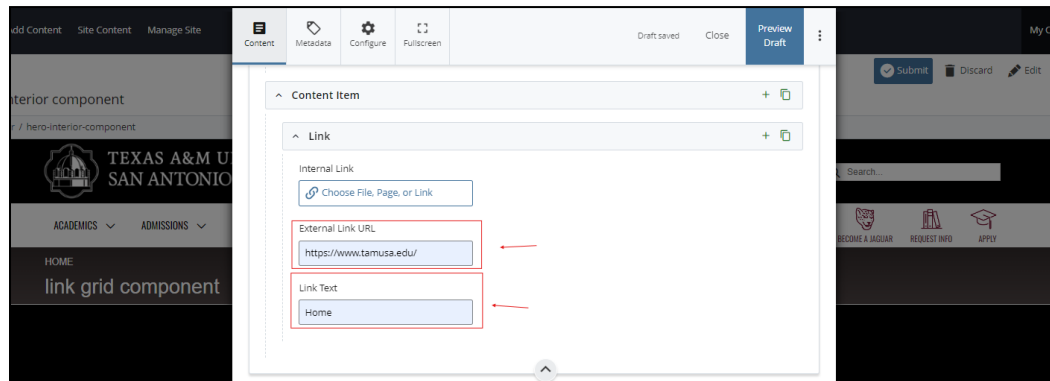 Add Content Site Content Manage Site
Content Metadata Configure Fullscreen
Draft saved Close Preview Draft
My C
Submit Discard Edit
nterior component
r / hero-interior-component
Content Item
Link
Internal Link
Choose File, Page, or Link
External Link URL
https://www.tamusa.edu/
Link Text
Home
TEXAS A&M U
SAN ANTONIO
Search...
ACADEMICS ADMISSIONS
BECOME A JAGUAR REQUEST INFO APPLY
HOME
link grid component